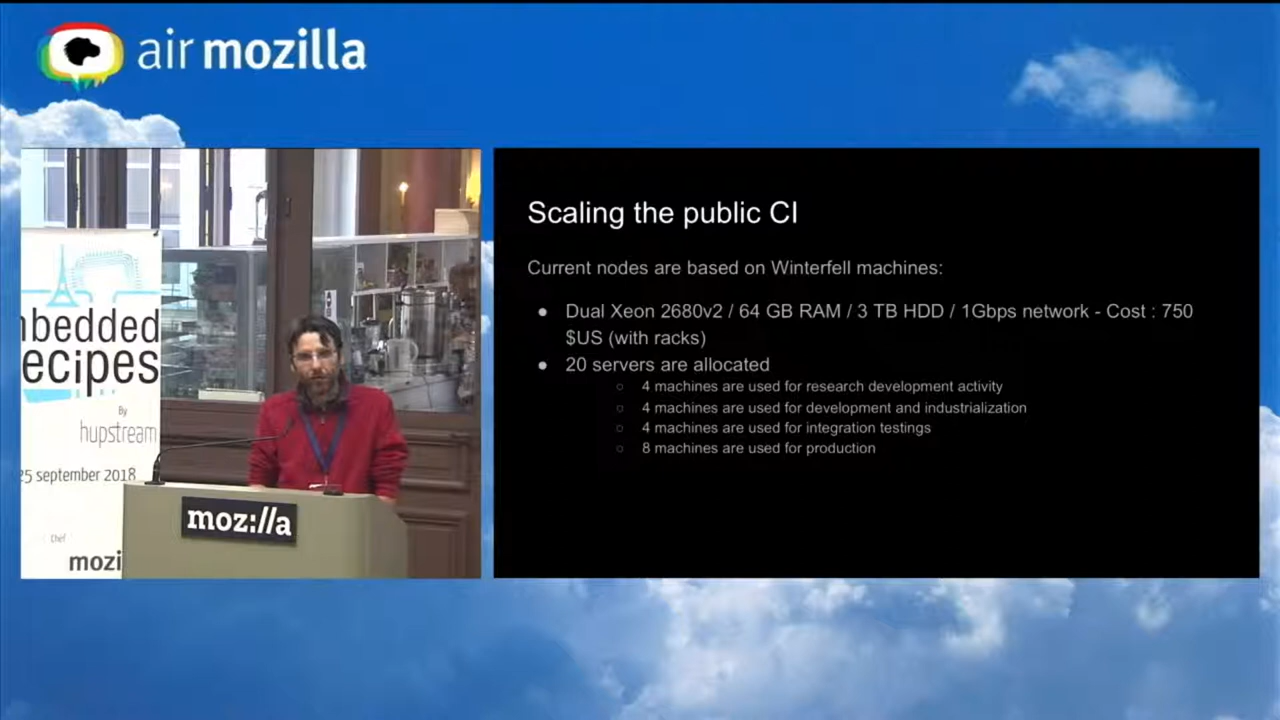 air mozilla
mbedded
ecipes
By
hupstream
25 september 2018
Chef
mozi
moz://a
Scaling the public CI
Current nodes are based on Winterfell machines:
● Dual Xeon 2680v2 / 64 GB RAM / 3 TB HDD / 1Gbps network - Cost : 750
$US (with racks)
● 20 servers are allocated
○ 4 machines are used for research development activity
○ 4 machines are used for development and industrialization
○ 4 machines are used for integration testings
○ 8 machines are used for production